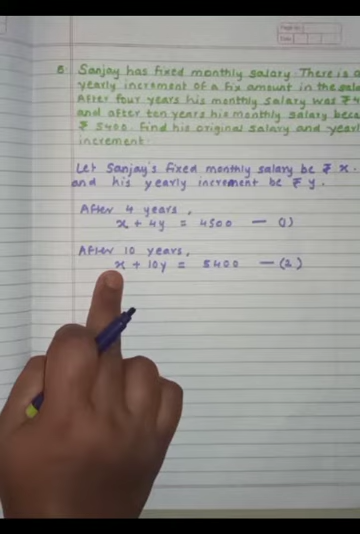 5. Sanjay has fixed monthly salary. There is a
yearly increment of a fix amount in the
After four years his monthly salary was ₹
and after ten years his monthly salary
₹ 5400. Find his original salary and
increment.
Let Sanjay's fixed monthly salary be ₹ x.
and his yearly increment be ₹ y.
After 4 years,
x + 4y = 4500 — (1)
After 10 years,
x + 10y = 5400 — (2)